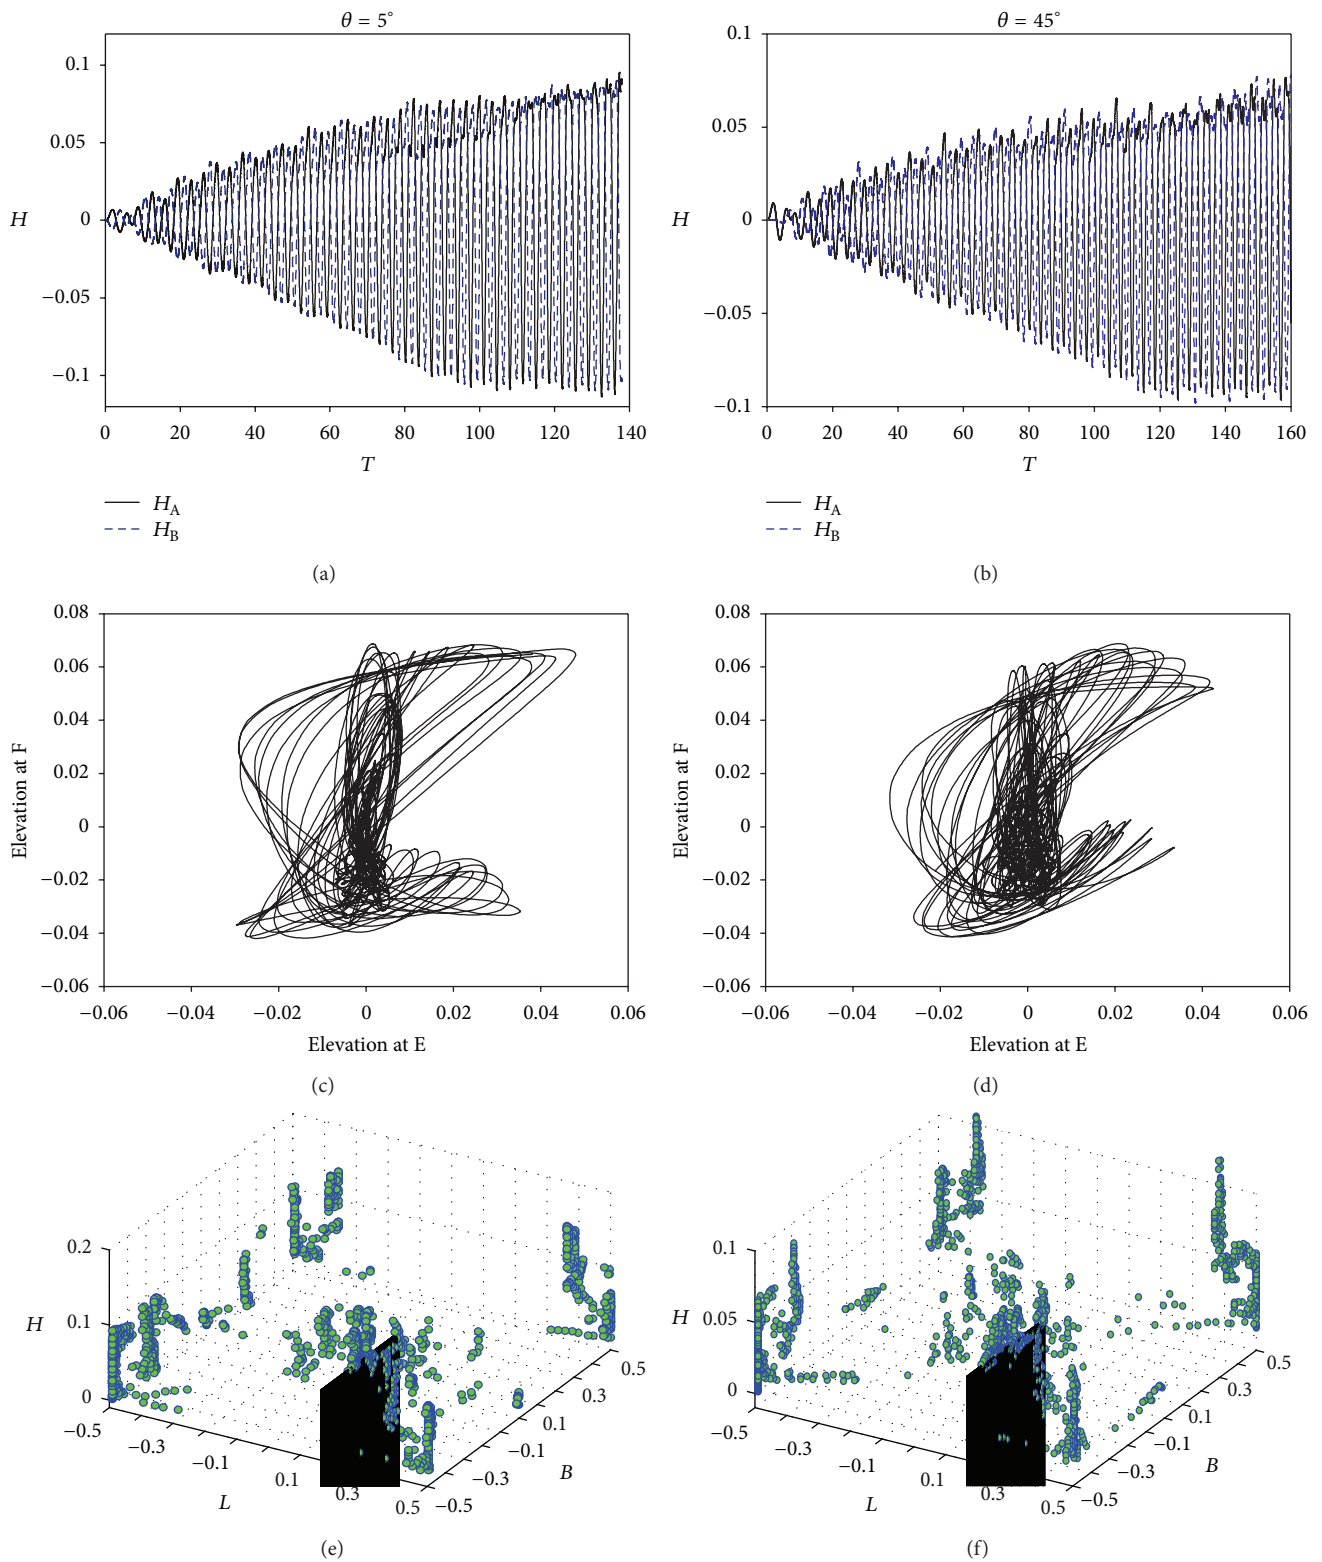 θ = 5°
0.1
0.05
H
0
−0.05
−0.1
0 20 40 60 80 100 120 140
T
H_A
H_B
(a)
θ = 45°
0.1
0.05
H
0
−0.05
−0.1
0 20 40 60 80 100 120 140 160
T
H_A
H_B
(b)
0.08
0.06
0.04
0.02
0
−0.02
−0.04
−0.06
Elevation at F
−0.06 −0.04 −0.02 0 0.02 0.04 0.06
Elevation at E
(c)
0.08
0.06
0.04
0.02
0
−0.02
−0.04
−0.06
Elevation at F
−0.06 −0.04 −0.02 0 0.02 0.04 0.06
Elevation at E
(d)
0.2
H
0.1
0
−0.5
−0.3
−0.1
0.1
0.3
0.5
L
−0.5
−0.3
−0.1
0.1
0.3
0.5
B
(e)
0.1
H
0.05
0
−0.5
−0.3
−0.1
0.1
0.3
0.5
L
−0.5
−0.3
−0.1
0.1
0.3
0.5
B
(f)